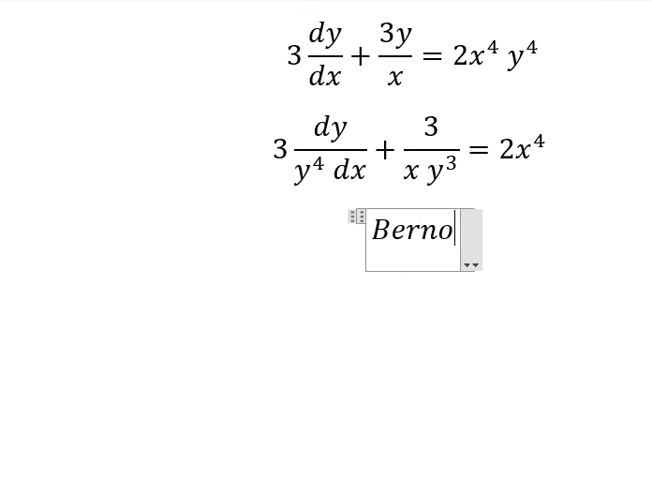 3 dy/dx + 3y/x = 2x⁴ y⁴
3 dy/(y⁴ dx) + 3/(x y³) = 2x⁴
Berno